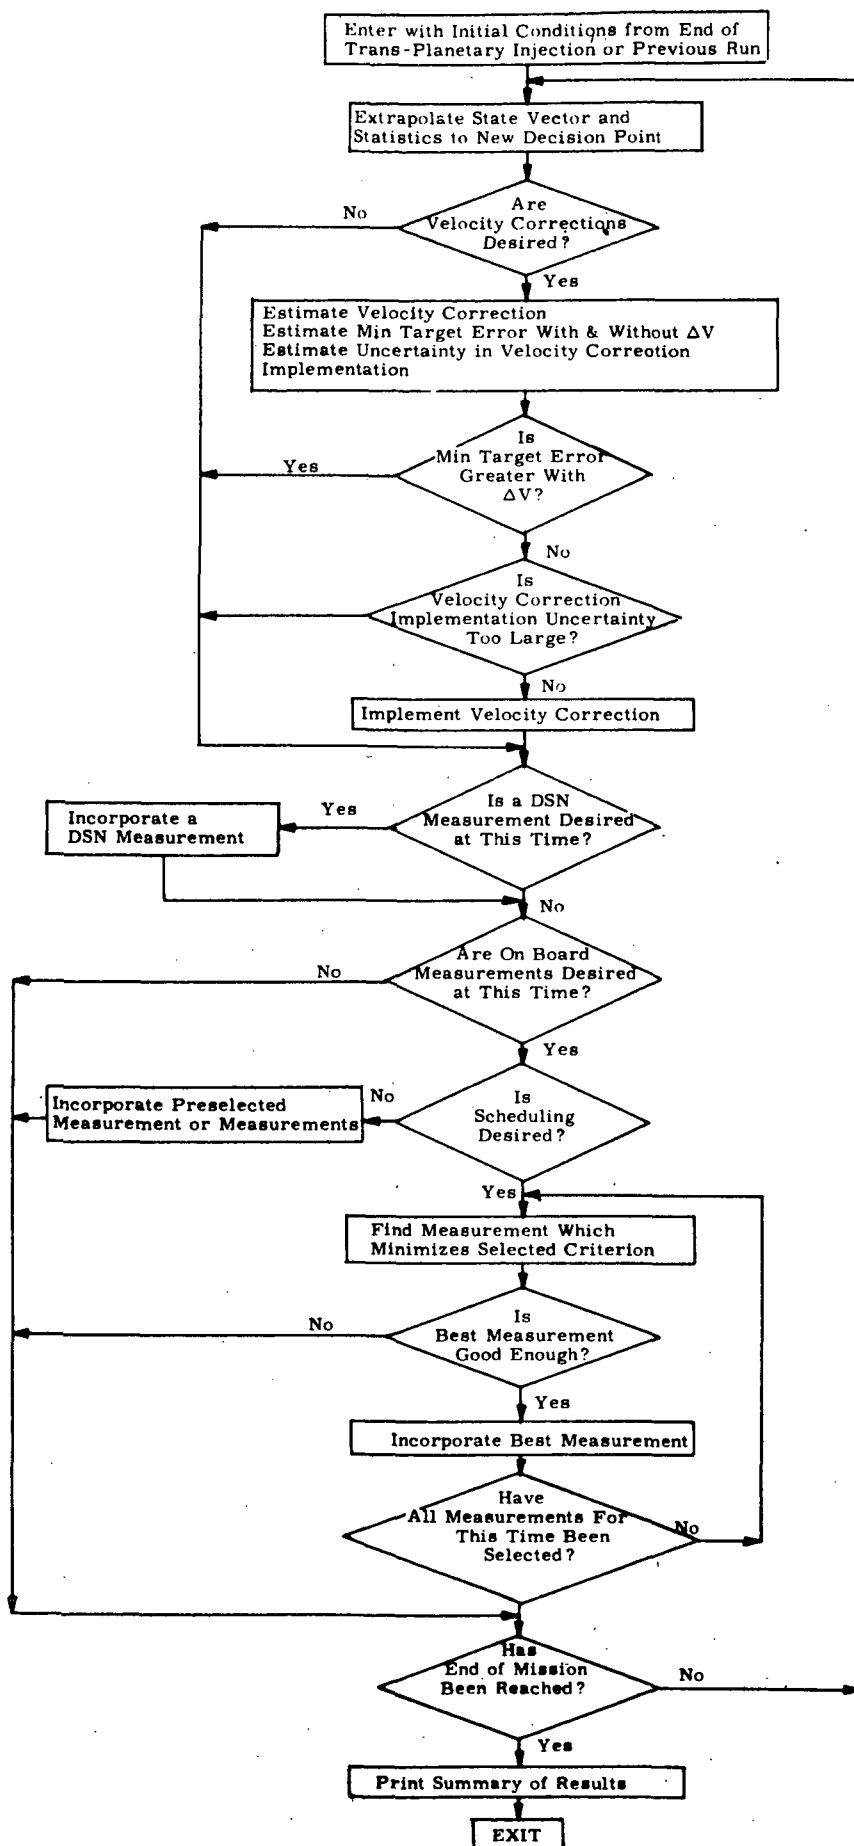 Enter with Initial Conditions from End of
Trans-Planetary Injection or Previous Run
Extrapolate State Vector and
Statistics to New Decision Point
Are
Velocity Corrections
Desired?
No
Yes
Estimate Velocity Correction
Estimate Min Target Error With & Without ΔV
Estimate Uncertainty in Velocity Correction
Implementation
Is
Min Target Error
Greater With
ΔV?
Yes
No
Is
Velocity Correction
Implementation Uncertainty
Too Large?
No
Implement Velocity Correction
Is a DSN
Measurement Desired
at This Time?
Yes
Incorporate a
DSN Measurement
No
Are On Board
Measurements Desired
at This Time?
No
Yes
Is
Scheduling
Desired?
No
Incorporate Preselected
Measurement or Measurements
Yes
Find Measurement Which
Minimizes Selected Criterion
Is
Best Measurement
Good Enough?
No
Yes
Incorporate Best Measurement
Have
All Measurements For
This Time Been
Selected?
No
Has
End of Mission
Been Reached?
No
Yes
Print Summary of Results
EXIT